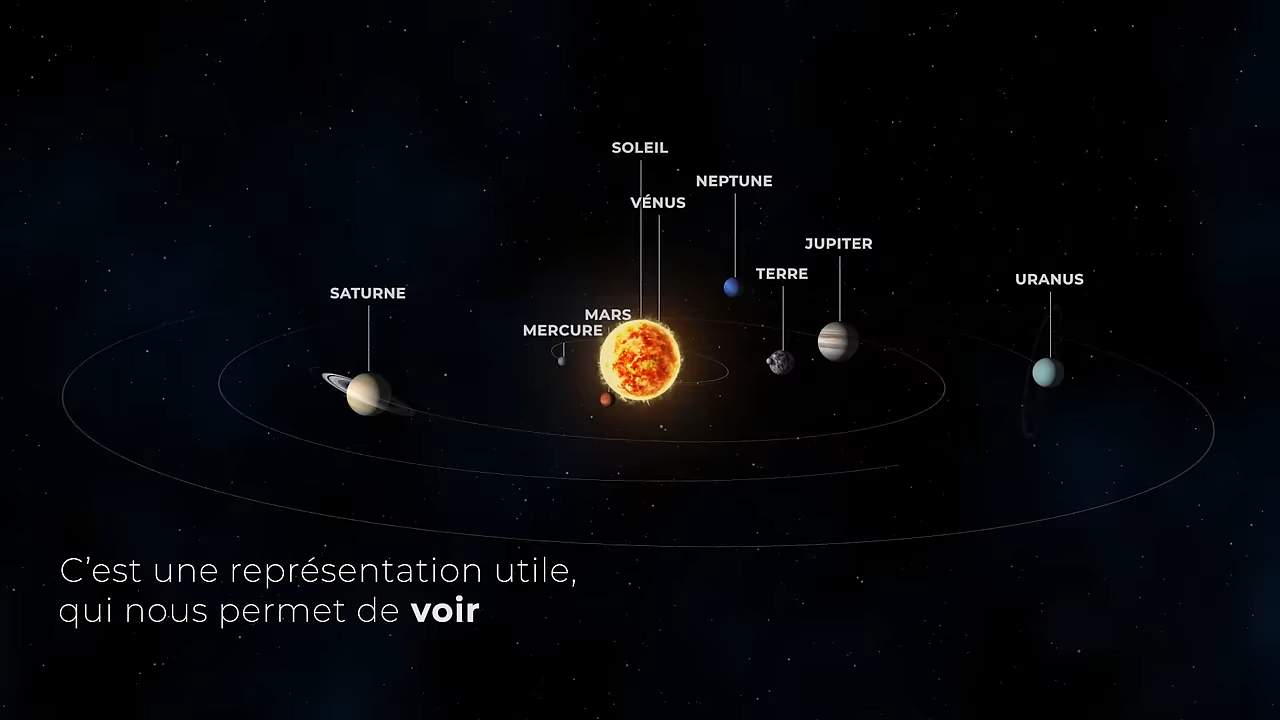 SOLEIL
NEPTUNE
VÉNUS
JUPITER
TERRE
URANUS
SATURNE
MARS
MERCURE
C’est une représentation utile,
qui nous permet de voir